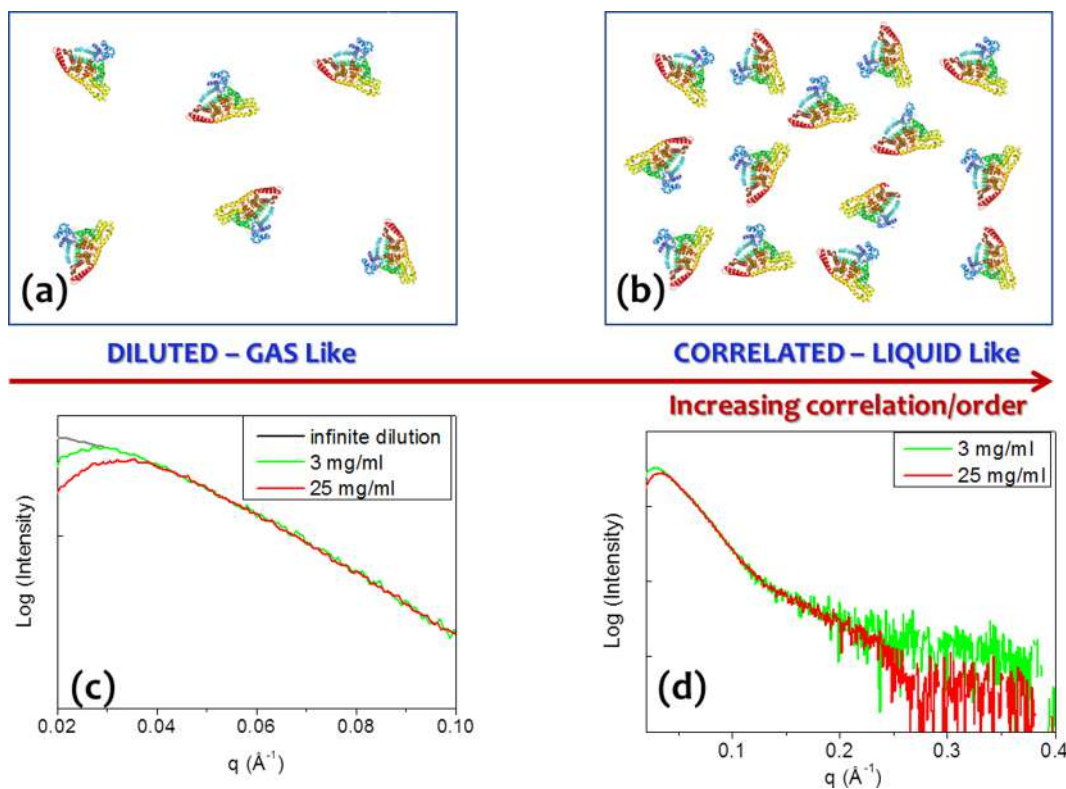 (a)
(b)
DILUTED – GAS Like
CORRELATED – LIQUID Like
Increasing correlation/order
infinite dilution
3 mg/ml
25 mg/ml
Log (Intensity)
(c)
0.02 0.04 0.06 0.08 0.10
q (Å⁻¹)
3 mg/ml
25 mg/ml
Log (Intensity)
(d)
0.1 0.2 0.3 0.4
q (Å⁻¹)